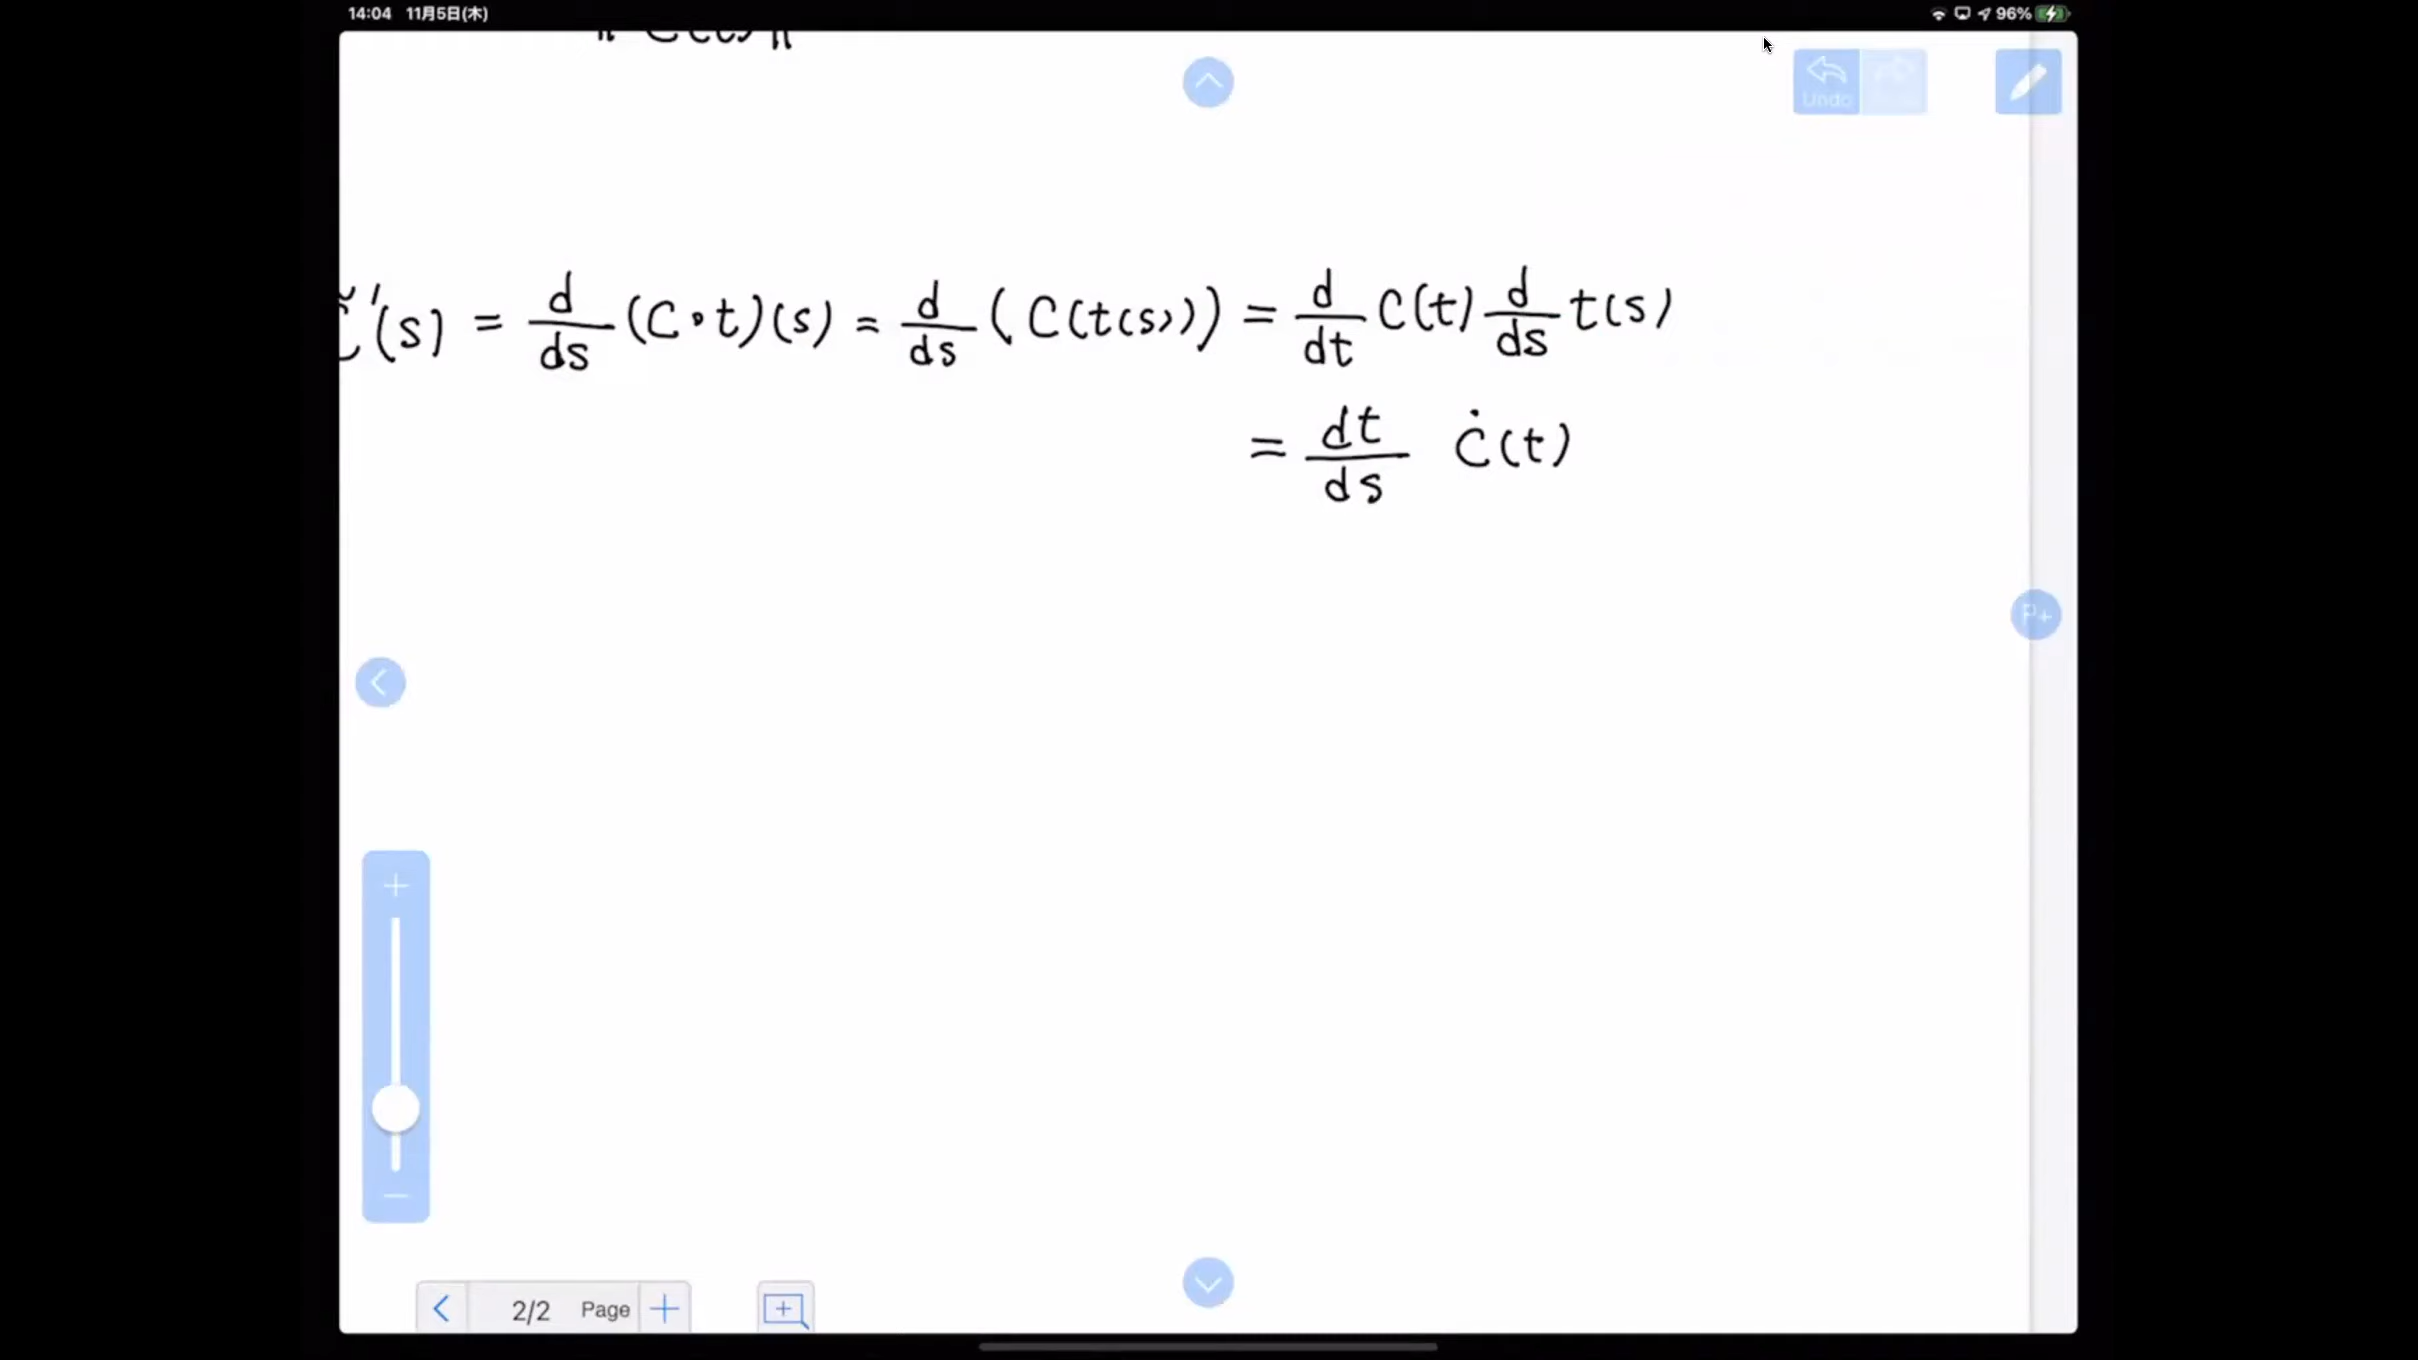 14:04 11月5日(木) 96%
Undo
C̃'(s) = d/ds (C∘t)(s) = d/ds (C(t(s))) = d/dt C(t) d/ds t(s)
= dt/ds Ċ(t)
P+
2/2 Page